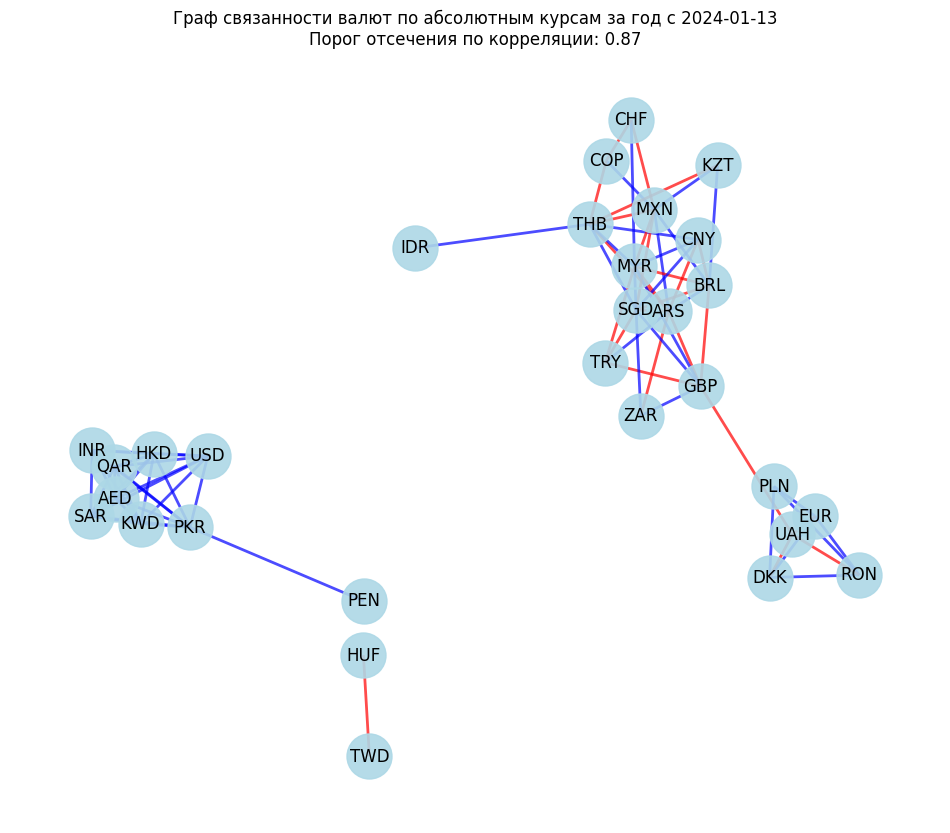 Граф связанности валют по абсолютным курсам за год с 2024-01-13
Порог отсечения по корреляции: 0.87
CHF
COP
KZT
MXN
THB
CNY
IDR
MYR
BRL
SGD
ARS
TRY
GBP
ZAR
INR
HKD
USD
QAR
AED
SAR
KWD
PKR
PLN
EUR
UAH
DKK
RON
PEN
HUF
TWD